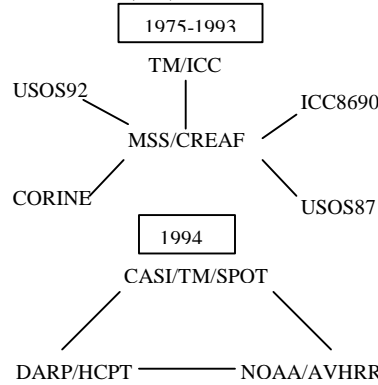 1975-1993
TM/ICC
USOS92
ICC8690
MSS/CREAF
CORINE
USOS87
1994
CASI/TM/SPOT
DARP/HCPT
NOAA/AVHRR